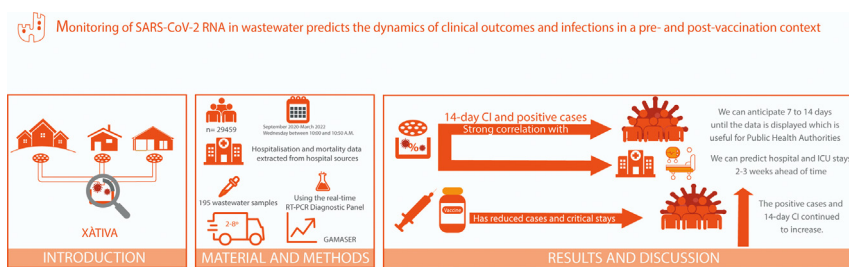 Monitoring of SARS-CoV-2 RNA in wastewater predicts the dynamics of clinical outcomes and infections in a pre- and post-vaccination context
XÀTIVA
INTRODUCTION
n= 29459
September 2020-March 2022
Wednesday between 10:00 and 10:50 A.M.
Hospitalisation and mortality data
extracted from hospital sources
195 wastewater samples
Using the real-time
RT-PCR Diagnostic Panel
2-8º
GAMASER
MATERIAL AND METHODS
%
14-day CI and positive cases
Strong correlation with
We can anticipate 7 to 14 days
until the data is displayed which is
useful for Public Health Authorities
We can predict hospital and ICU stays
2-3 weeks ahead of time
Vaccine
Has reduced cases and critical stays
The positive cases and
14-day CI continued
to increase.
RESULTS AND DISCUSSION